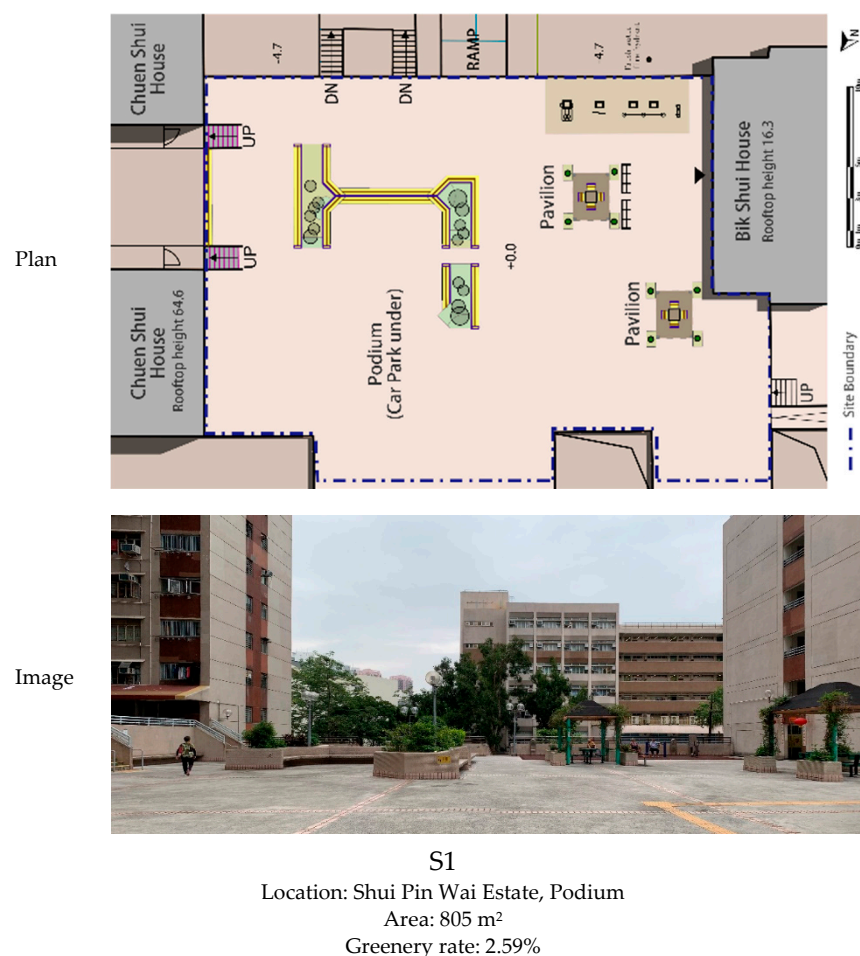 Plan
Chuen Shui
House
-4.7
DN
DN
RAMP
-4.7
N
UP
UP
Pavilion
Bik Shui House
Rooftop height 16.3
+0.0
Chuen Shui
House
Rooftop height 64.6
Podium
(Car Park under)
Pavilion
UP
Site Boundary
Image
S1
Location: Shui Pin Wai Estate, Podium
Area: 805 m²
Greenery rate: 2.59%